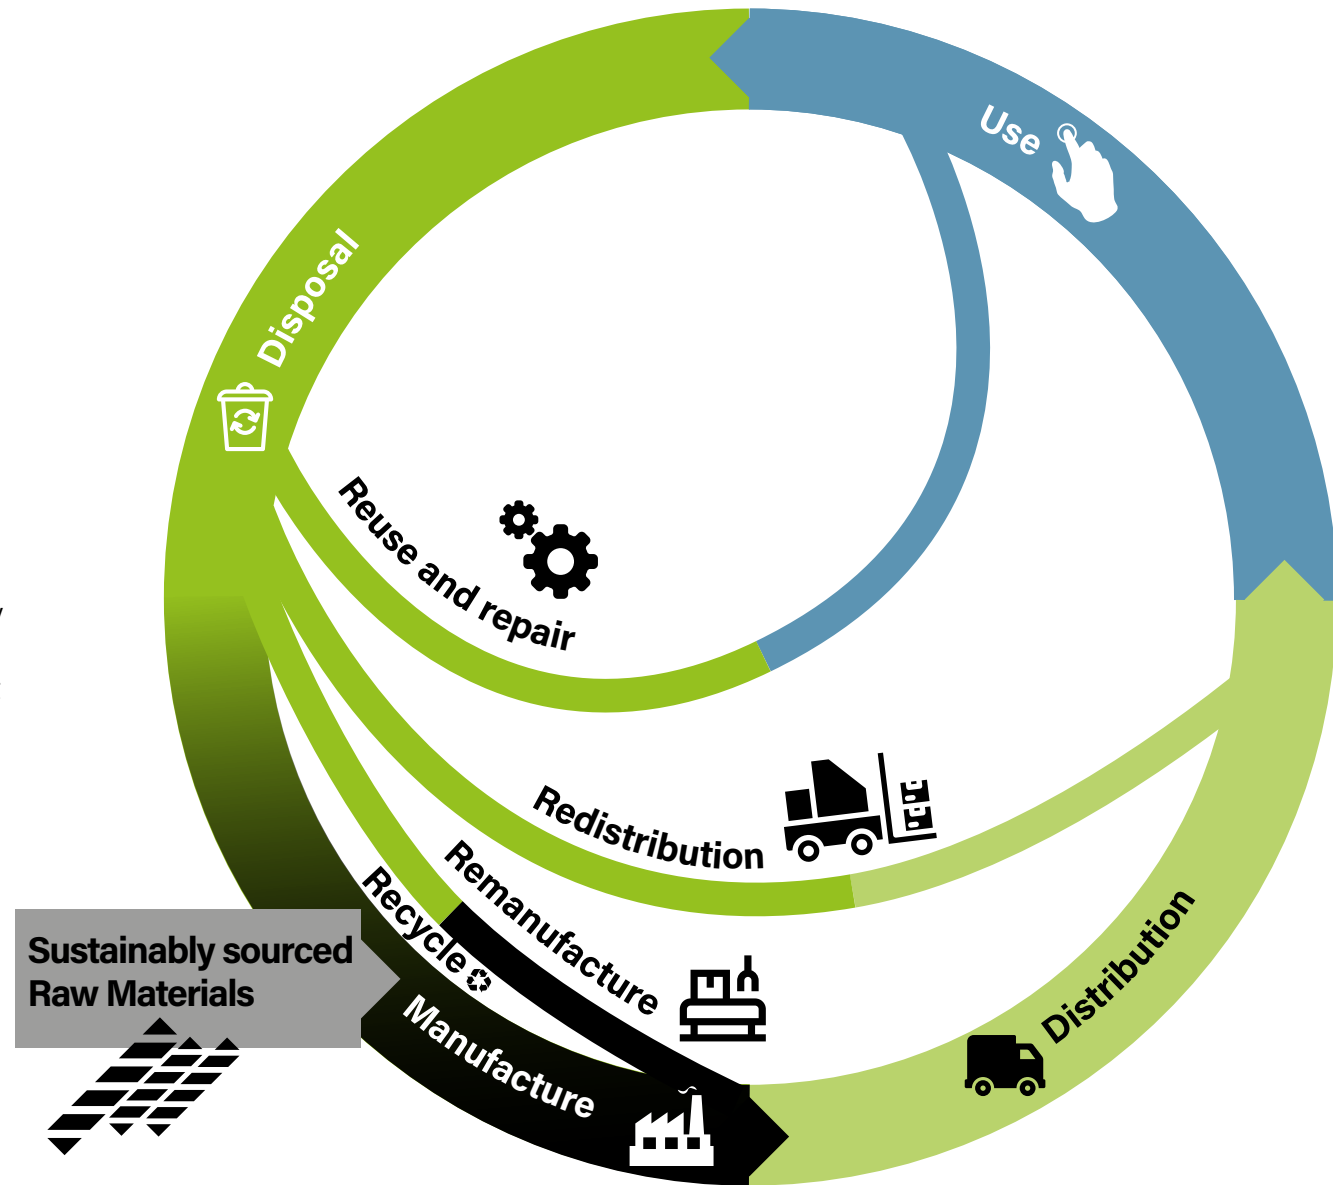 Use
Disposal
Reuse and repair
Redistribution
Remanufacture
Recycle
Sustainably sourced
Raw Materials
Manufacture
Distribution